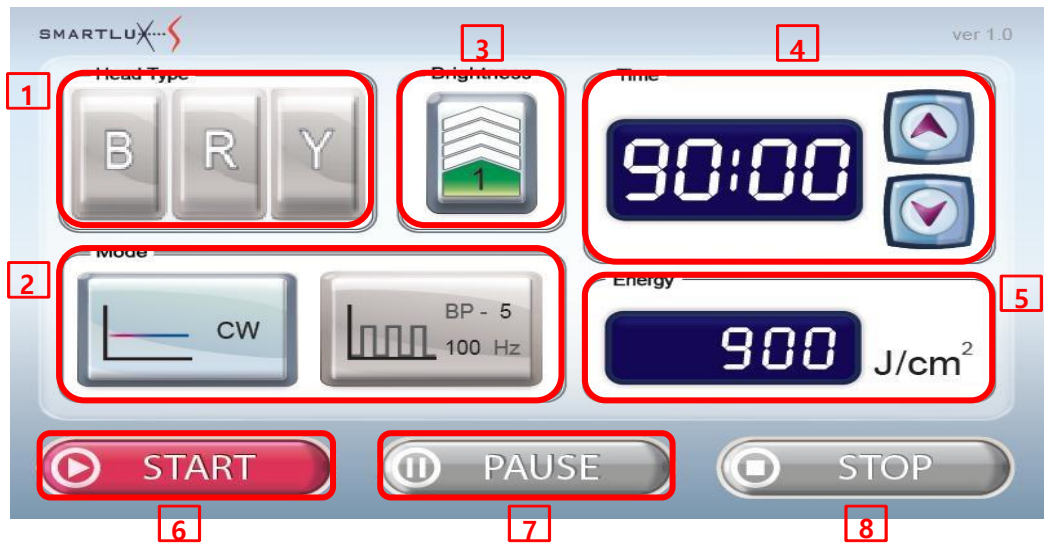 SMARTLUX S
ver 1.0
3
4
1
Head Type
Brightness
Time
B
R
Y
1
90:00
2
Mode
Energy
5
CW
BP - 5
100 Hz
900
J/cm²
START
PAUSE
STOP
6
7
8